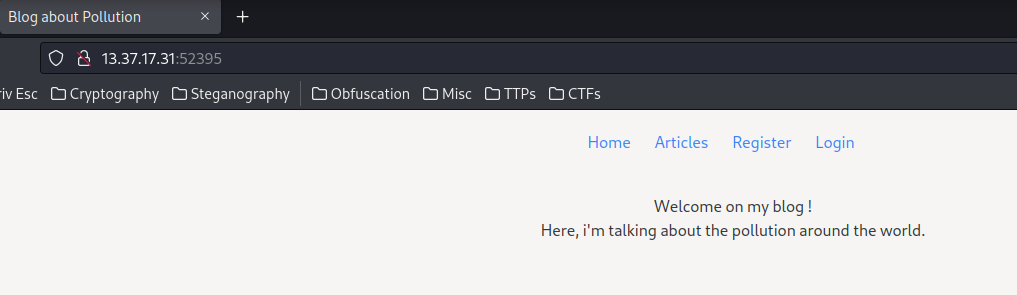 Blog about Pollution
13.37.17.31:52395
riv Esc Cryptography Steganography Obfuscation Misc TTPs CTFs
Home Articles Register Login
Welcome on my blog !
Here, i'm talking about the pollution around the world.